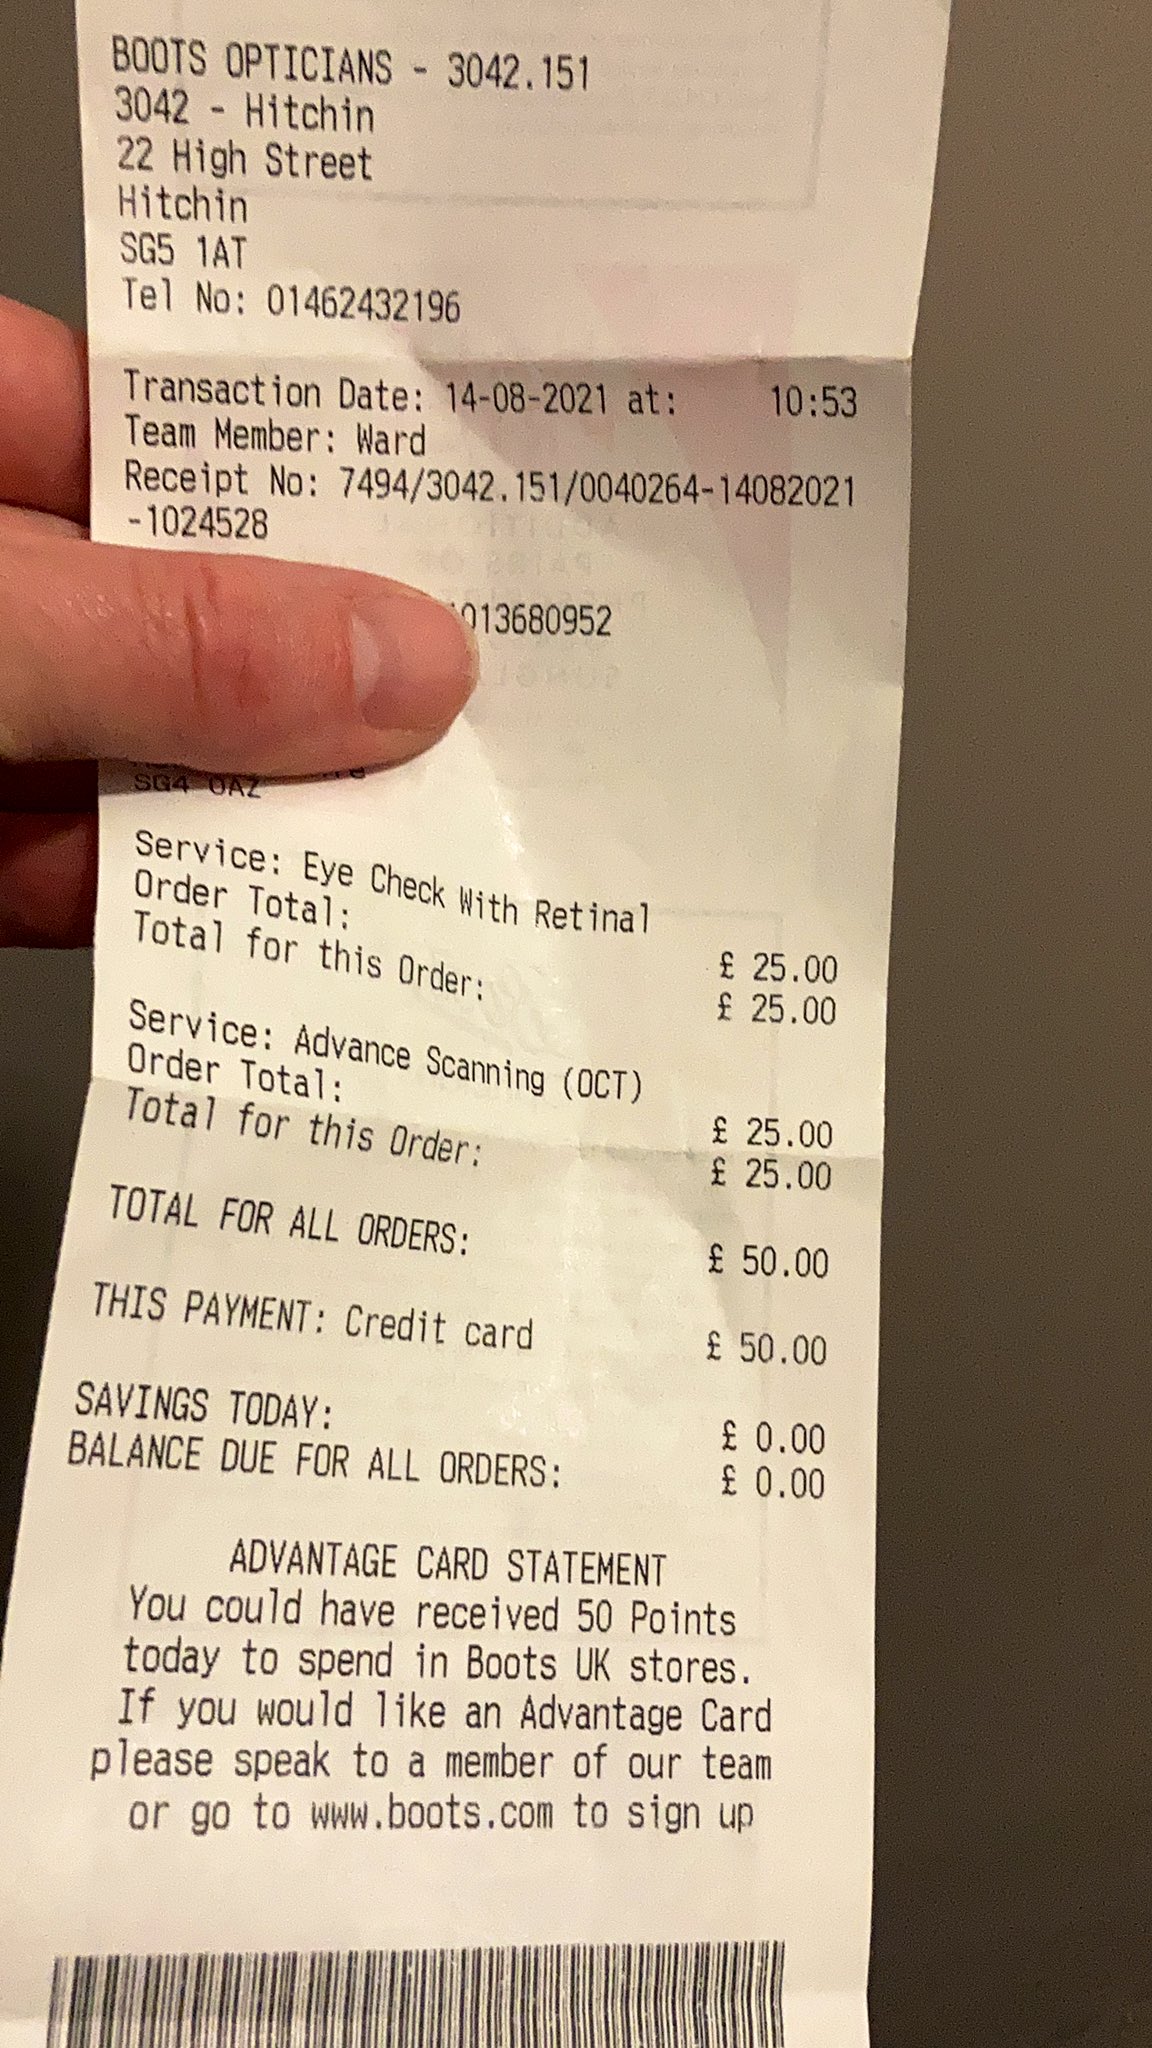 BOOTS OPTICIANS - 3042.151
3042 - Hitchin
22 High Street
Hitchin
SG5 1AT
Tel No: 01462432196
Transaction Date: 14-08-2021 at: 10:53
Team Member: Ward
Receipt No: 7494/3042.151/0040264-14082021
-1024528
013680952
SG4 0AZ
Service: Eye Check With Retinal
Order Total: £ 25.00
Total for this Order: £ 25.00
Service: Advance Scanning (OCT)
Order Total: £ 25.00
Total for this Order: £ 25.00
TOTAL FOR ALL ORDERS: £ 50.00
THIS PAYMENT: Credit card £ 50.00
SAVINGS TODAY: £ 0.00
BALANCE DUE FOR ALL ORDERS: £ 0.00
ADVANTAGE CARD STATEMENT
You could have received 50 Points
today to spend in Boots UK stores.
If you would like an Advantage Card
please speak to a member of our team
or go to www.boots.com to sign up